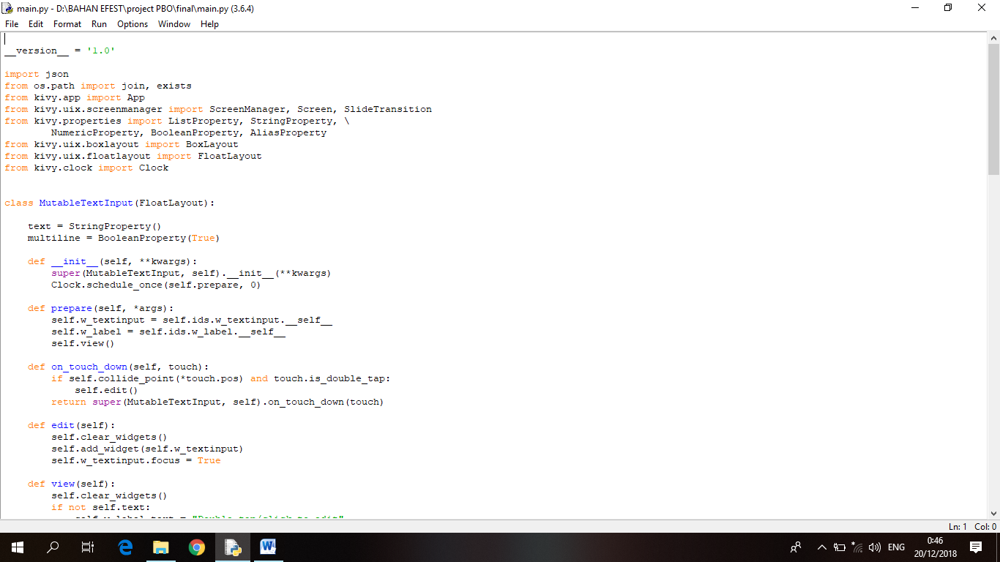 main.py - D:\BAHAN EFEST\project PBO\final\main.py (3.6.4)
File Edit Format Run Options Window Help
__version__ = '1.0'
import json
from os.path import join, exists
from kivy.app import App
from kivy.uix.screenmanager import ScreenManager, Screen, SlideTransition
from kivy.properties import ListProperty, StringProperty, \
        NumericProperty, BooleanProperty, AliasProperty
from kivy.uix.boxlayout import BoxLayout
from kivy.uix.floatlayout import FloatLayout
from kivy.clock import Clock
class MutableTextInput(FloatLayout):
    text = StringProperty()
    multiline = BooleanProperty(True)
    def __init__(self, **kwargs):
        super(MutableTextInput, self).__init__(**kwargs)
        Clock.schedule_once(self.prepare, 0)
    def prepare(self, *args):
        self.w_textinput = self.ids.w_textinput.__self__
        self.w_label = self.ids.w_label.__self__
        self.view()
    def on_touch_down(self, touch):
        if self.collide_point(*touch.pos) and touch.is_double_tap:
            self.edit()
        return super(MutableTextInput, self).on_touch_down(touch)
    def edit(self):
        self.clear_widgets()
        self.add_widget(self.w_textinput)
        self.w_textinput.focus = True
    def view(self):
        self.clear_widgets()
        if not self.text:
            self.w_label.text = "Double tap/click to edit"
Ln: 1 Col: 0
ENG
0:46
20/12/2018